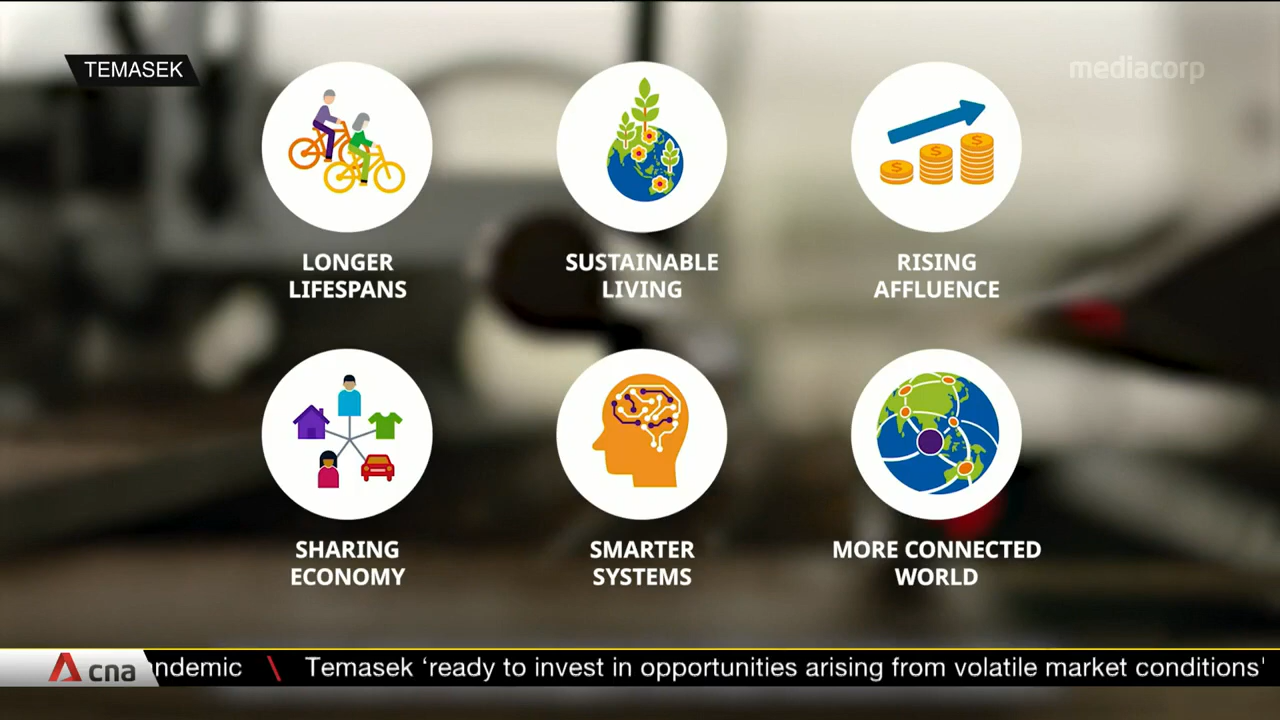 TEMASEK
mediacorp
LONGER
LIFESPANS
SUSTAINABLE
LIVING
RISING
AFFLUENCE
SHARING
ECONOMY
SMARTER
SYSTEMS
MORE CONNECTED
WORLD
cna
ndemic \ Temasek ‘ready to invest in opportunities arising from volatile market conditions'